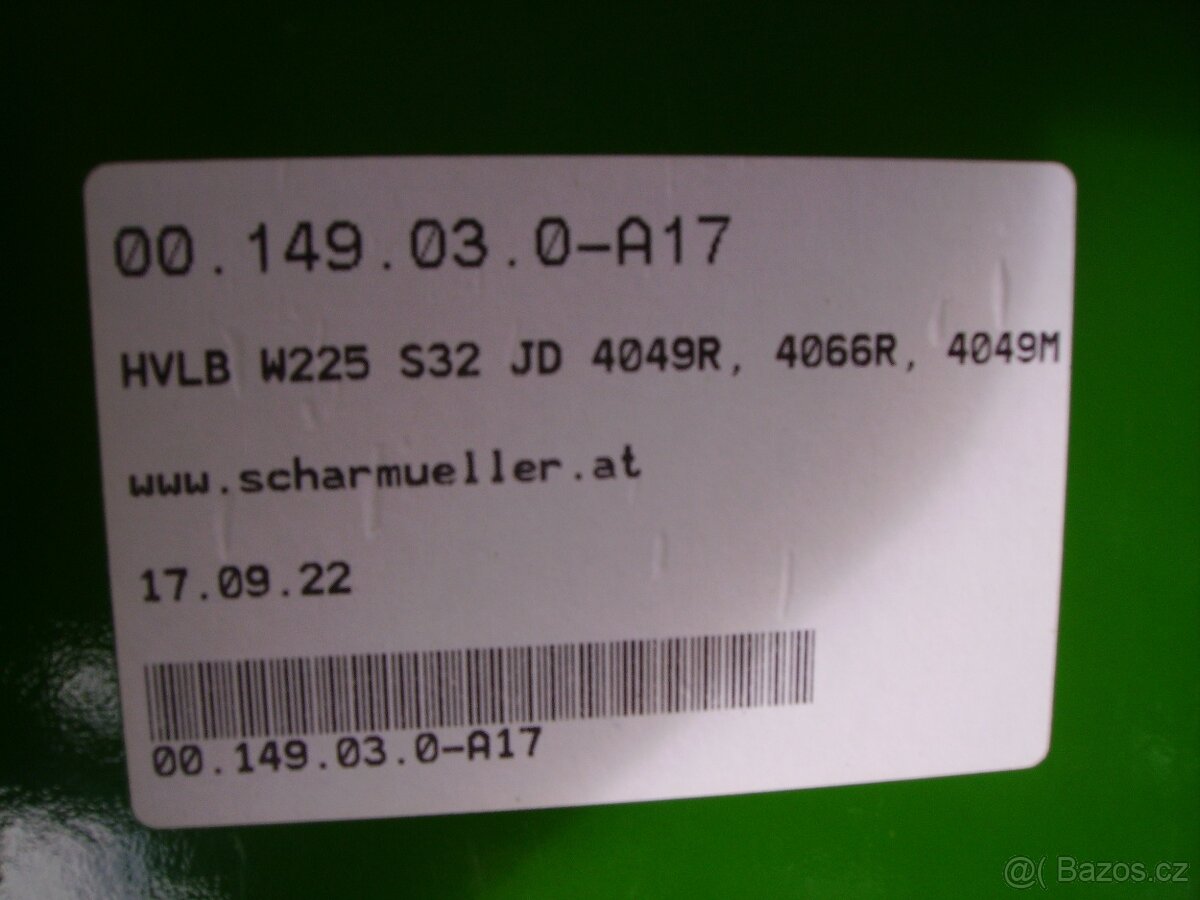 00.149.03.0-A17
HVLB W225 S32 JD 4049R, 4066R, 4049M
www.scharmueller.at
17.09.22
00.149.03.0-A17
@( Bazos.cz